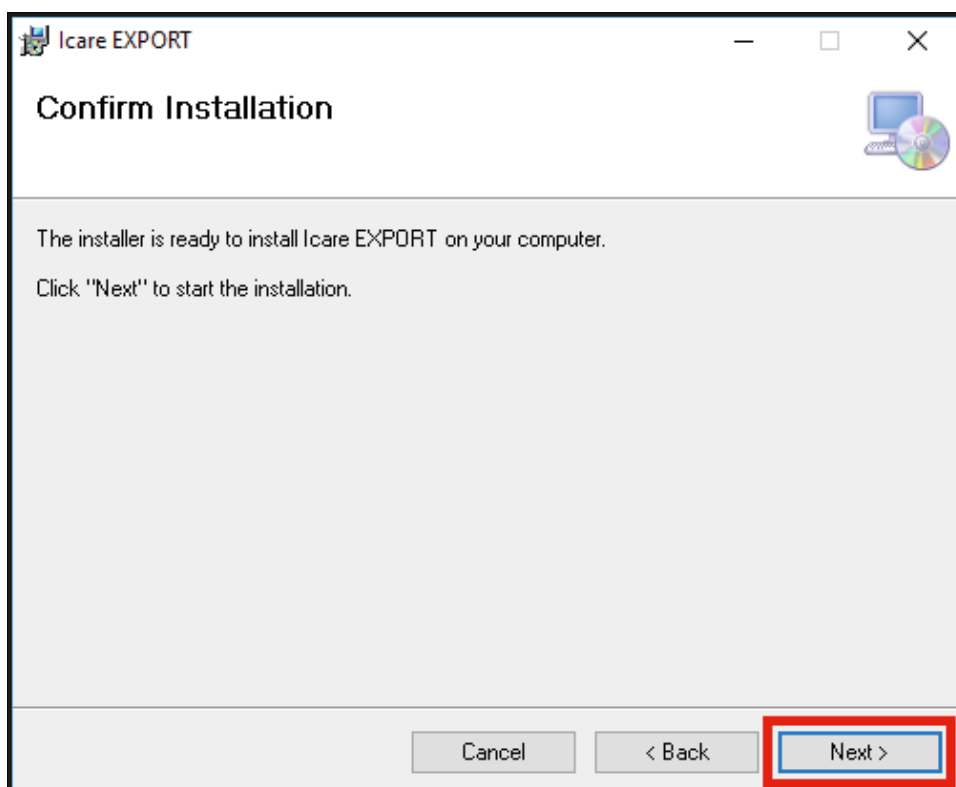 Icare EXPORT
Confirm Installation
The installer is ready to install Icare EXPORT on your computer.
Click "Next" to start the installation.
Cancel
< Back
Next >